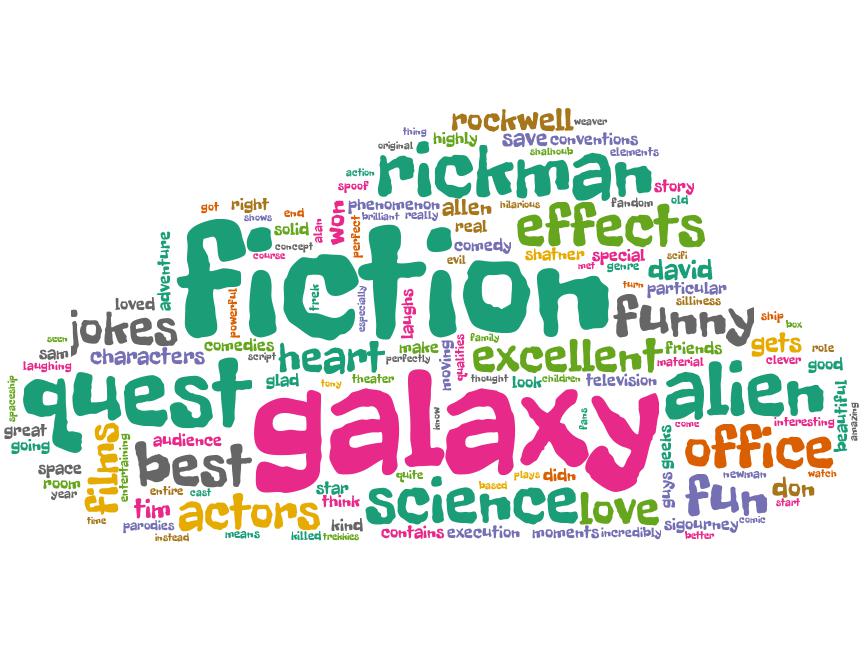 rockwell weaver
thing highly save conventions
original shalhoub elements
rickman
action
spoof story
got right won phenomenon allen hilarious fandom old
shows end brilliant really
solid alan perfect real effects
adventure fiction comedy
concept
course evil shatner special scifi
met genre david
powerful trek especially laughs turn particular
loved silliness
jokes funny ship
box
seen comedies make moving qualities family friends gets role
sam characters script heart perfectly excellent material clever good
laughing
spaceship quest glad tony theater thought look children television alien beautiful amazing
great galaxy know fans come interesting
going films entertaining audience guys geeks office
space best newman watch
room entire cast quite based plays didn
year star science love fun don
time tim actors think start
parodies kind contains execution moments incredibly sigourney comic
instead means killed trekkies better